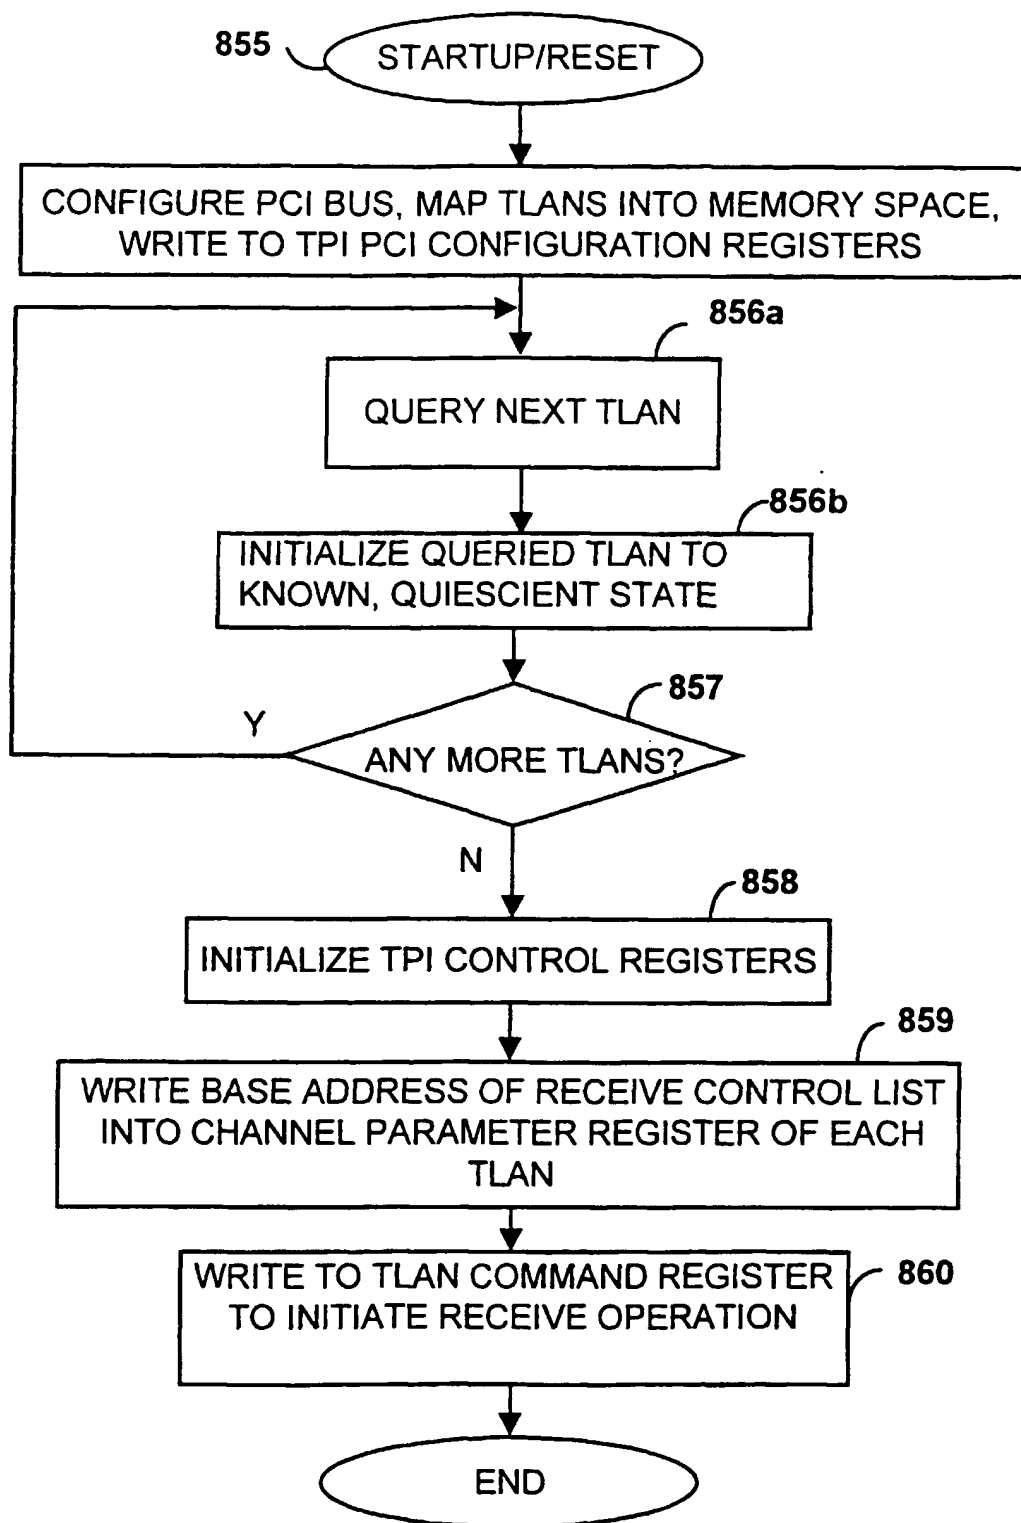 855
STARTUP/RESET
CONFIGURE PCI BUS, MAP TLANS INTO MEMORY SPACE,
WRITE TO TPI PCI CONFIGURATION REGISTERS
856a
QUERY NEXT TLAN
856b
INITIALIZE QUERIED TLAN TO
KNOWN, QUIESCIENT STATE
857
Y
ANY MORE TLANS?
N
858
INITIALIZE TPI CONTROL REGISTERS
859
WRITE BASE ADDRESS OF RECEIVE CONTROL LIST
INTO CHANNEL PARAMETER REGISTER OF EACH
TLAN
WRITE TO TLAN COMMAND REGISTER
860
TO INITIATE RECEIVE OPERATION
END